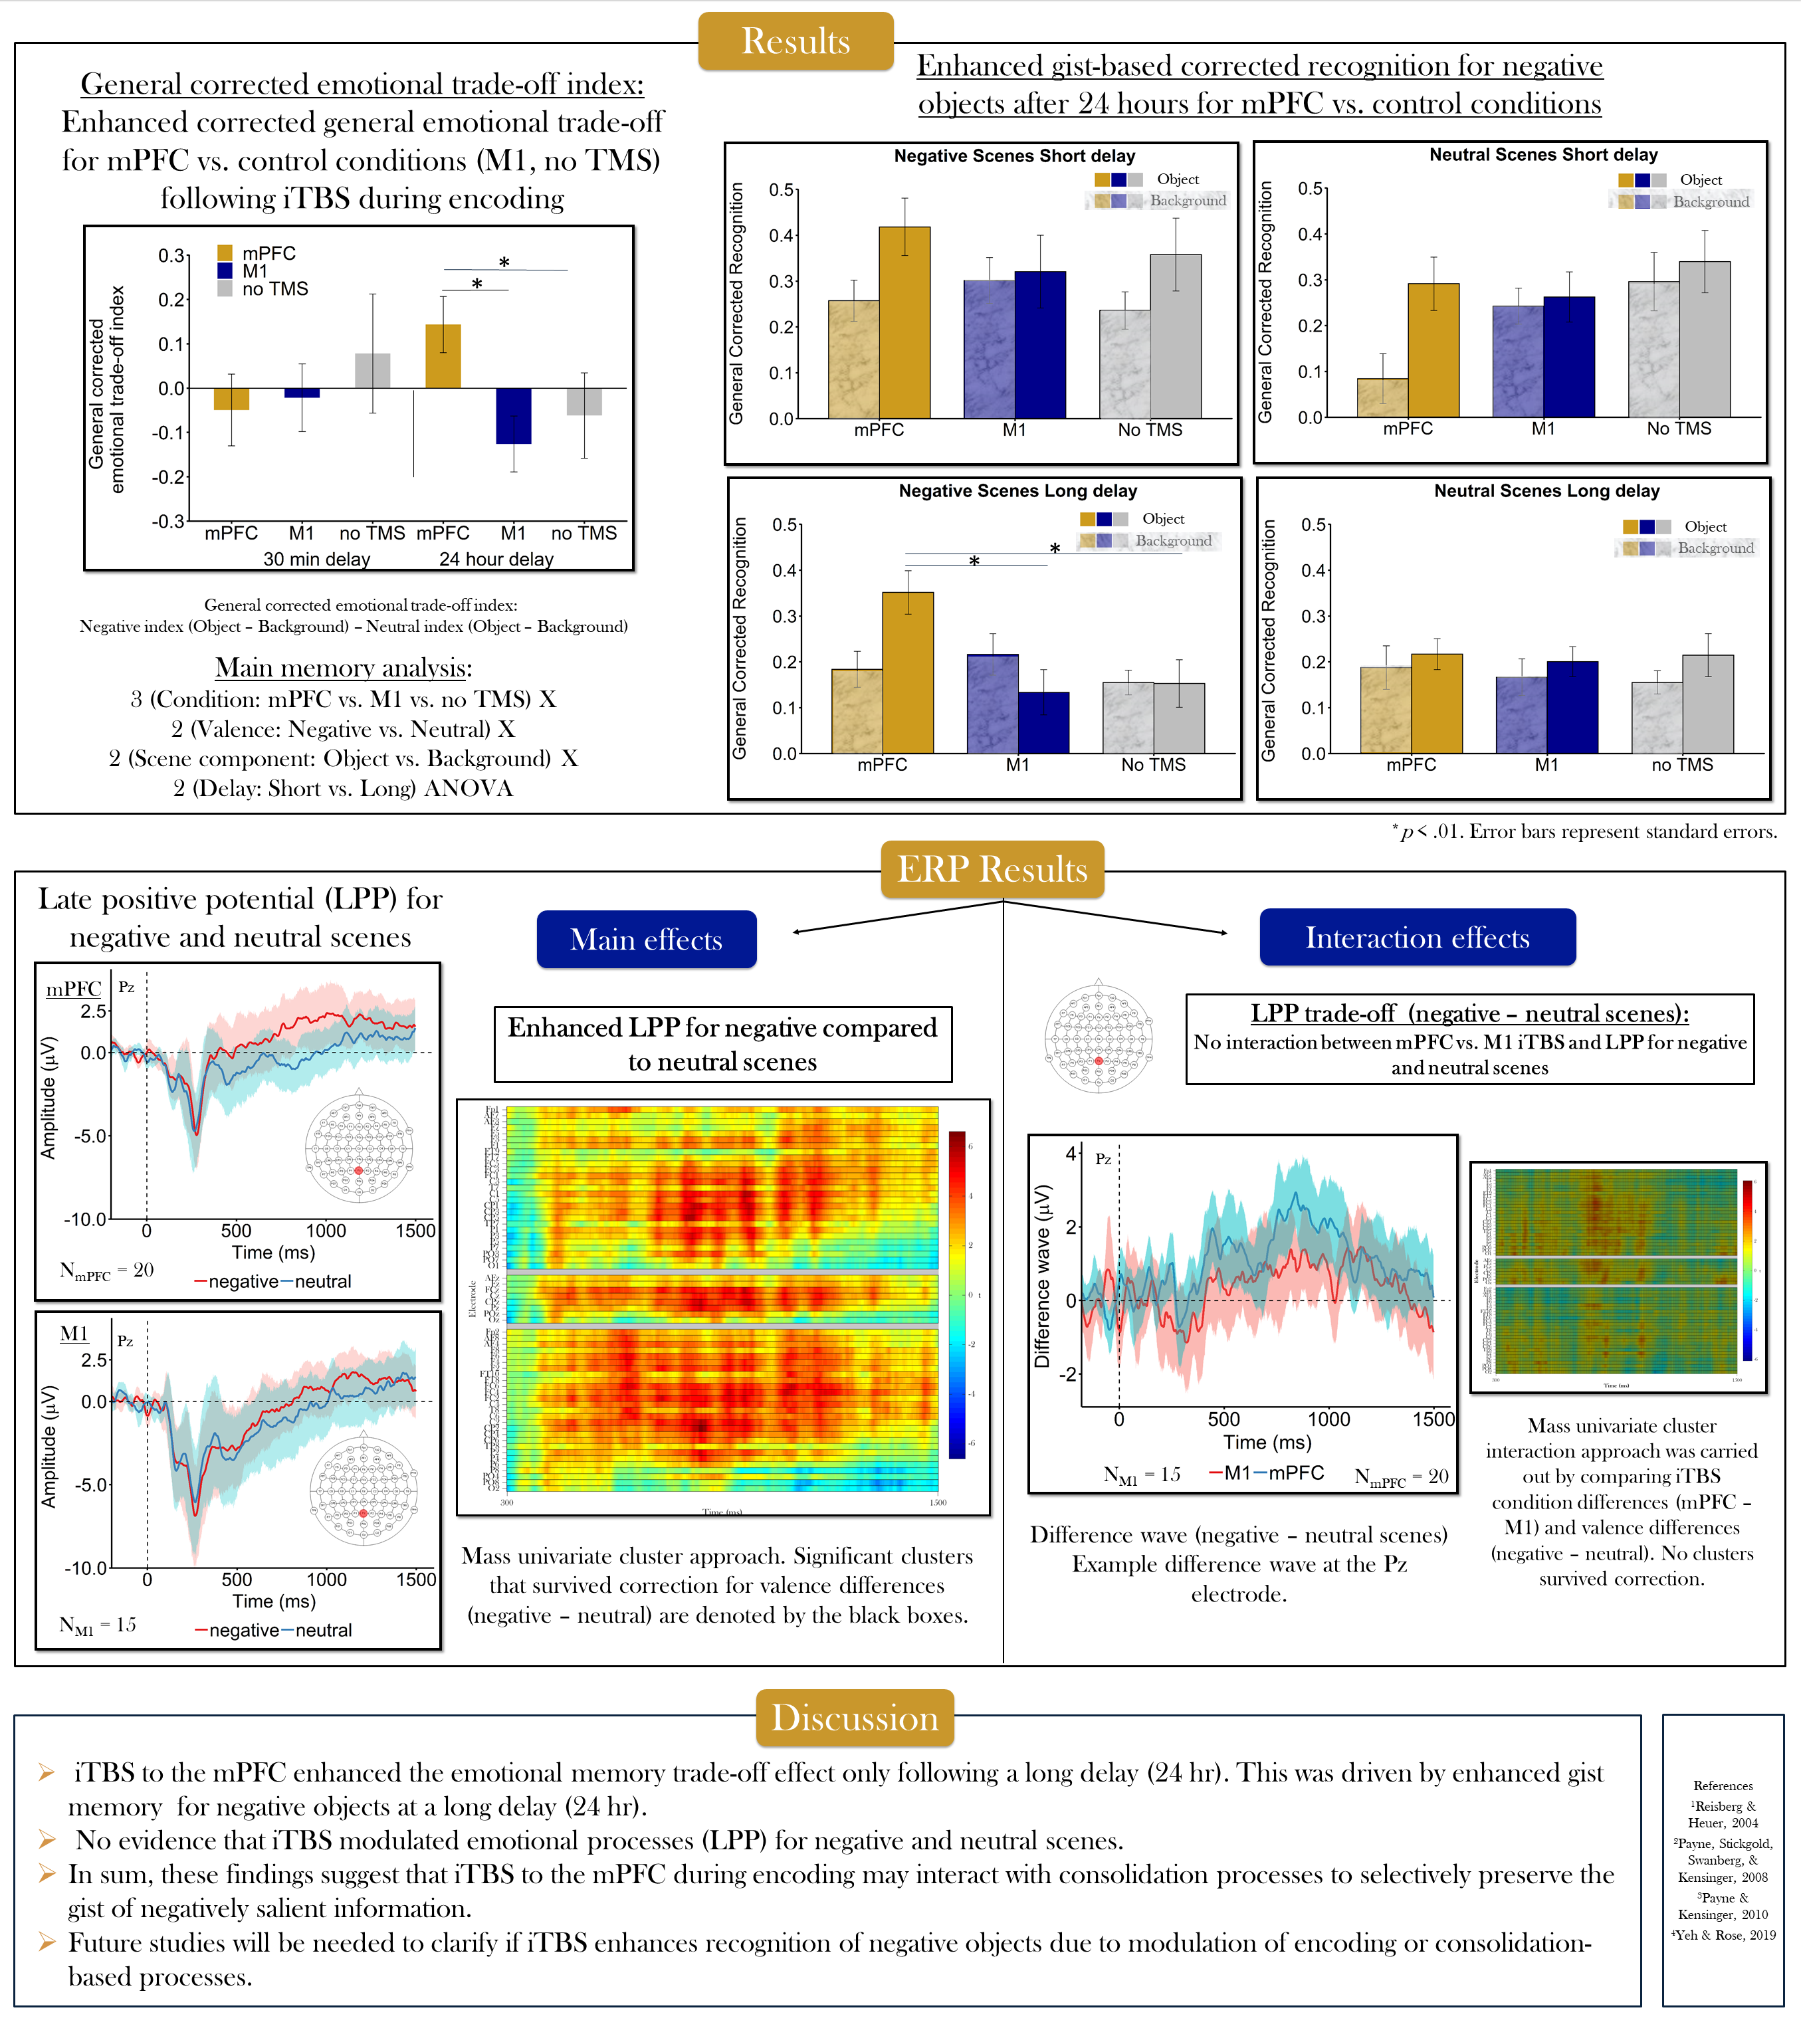 Results
General corrected emotional trade-off index:
Enhanced corrected general emotional trade-off
for mPFC vs. control conditions (M1, no TMS)
following iTBS during encoding
General corrected
emotional trade-off index
0.3
0.2
0.1
0.0
-0.1
-0.2
-0.3
mPFC
M1
no TMS
*
*
mPFC M1 no TMS mPFC M1 no TMS
30 min delay 24 hour delay
General corrected emotional trade-off index:
Negative index (Object – Background) – Neutral index (Object – Background)
Main memory analysis:
3 (Condition: mPFC vs. M1 vs. no TMS) X
2 (Valence: Negative vs. Neutral) X
2 (Scene component: Object vs. Background) X
2 (Delay: Short vs. Long) ANOVA
Enhanced gist-based corrected recognition for negative
objects after 24 hours for mPFC vs. control conditions
Negative Scenes Short delay
Object
Background
General Corrected Recognition
0.5
0.4
0.3
0.2
0.1
0.0
mPFC M1 No TMS
Neutral Scenes Short delay
Object
Background
General Corrected Recognition
0.5
0.4
0.3
0.2
0.1
0.0
mPFC M1 No TMS
Negative Scenes Long delay
Object
Background
*
*
General Corrected Recognition
0.5
0.4
0.3
0.2
0.1
0.0
mPFC M1 No TMS
Neutral Scenes Long delay
Object
Background
General Corrected Recognition
0.5
0.4
0.3
0.2
0.1
0.0
mPFC M1 no TMS
* p < .01. Error bars represent standard errors.
ERP Results
Late positive potential (LPP) for
negative and neutral scenes
mPFC Pz
Amplitude (µV)
2.5
0.0
-5.0
-10.0
0 500 1000 1500
Time (ms)
NmPFC = 20
negative neutral
M1 Pz
Amplitude (µV)
2.5
0.0
-5.0
-10.0
0 500 1000 1500
Time (ms)
NM1 = 15
negative neutral
Main effects
Enhanced LPP for negative compared
to neutral scenes
Electrode
6
4
2
0 t
-2
-4
-6
300 1500
Time (ms)
Mass univariate cluster approach. Significant clusters
that survived correction for valence differences
(negative – neutral) are denoted by the black boxes.
Interaction effects
LPP trade-off (negative – neutral scenes):
No interaction between mPFC vs. M1 iTBS and LPP for negative
and neutral scenes
Pz
Difference wave (µV)
4
2
0
-2
0 500 1000 1500
Time (ms)
NM1 = 15
M1 mPFC
NmPFC = 20
Difference wave (negative – neutral scenes)
Example difference wave at the Pz
electrode.
300 1500
Time (ms)
Mass univariate cluster
interaction approach was carried
out by comparing iTBS
condition differences (mPFC –
M1) and valence differences
(negative – neutral). No clusters
survived correction.
Discussion
iTBS to the mPFC enhanced the emotional memory trade-off effect only following a long delay (24 hr). This was driven by enhanced gist
memory for negative objects at a long delay (24 hr).
No evidence that iTBS modulated emotional processes (LPP) for negative and neutral scenes.
In sum, these findings suggest that iTBS to the mPFC during encoding may interact with consolidation processes to selectively preserve the
gist of negatively salient information.
Future studies will be needed to clarify if iTBS enhances recognition of negative objects due to modulation of encoding or consolidation-
based processes.
References
1Reisberg &
Heuer, 2004
2Payne, Stickgold,
Swanberg, &
Kensinger, 2008
3Payne &
Kensinger, 2010
4Yeh & Rose, 2019